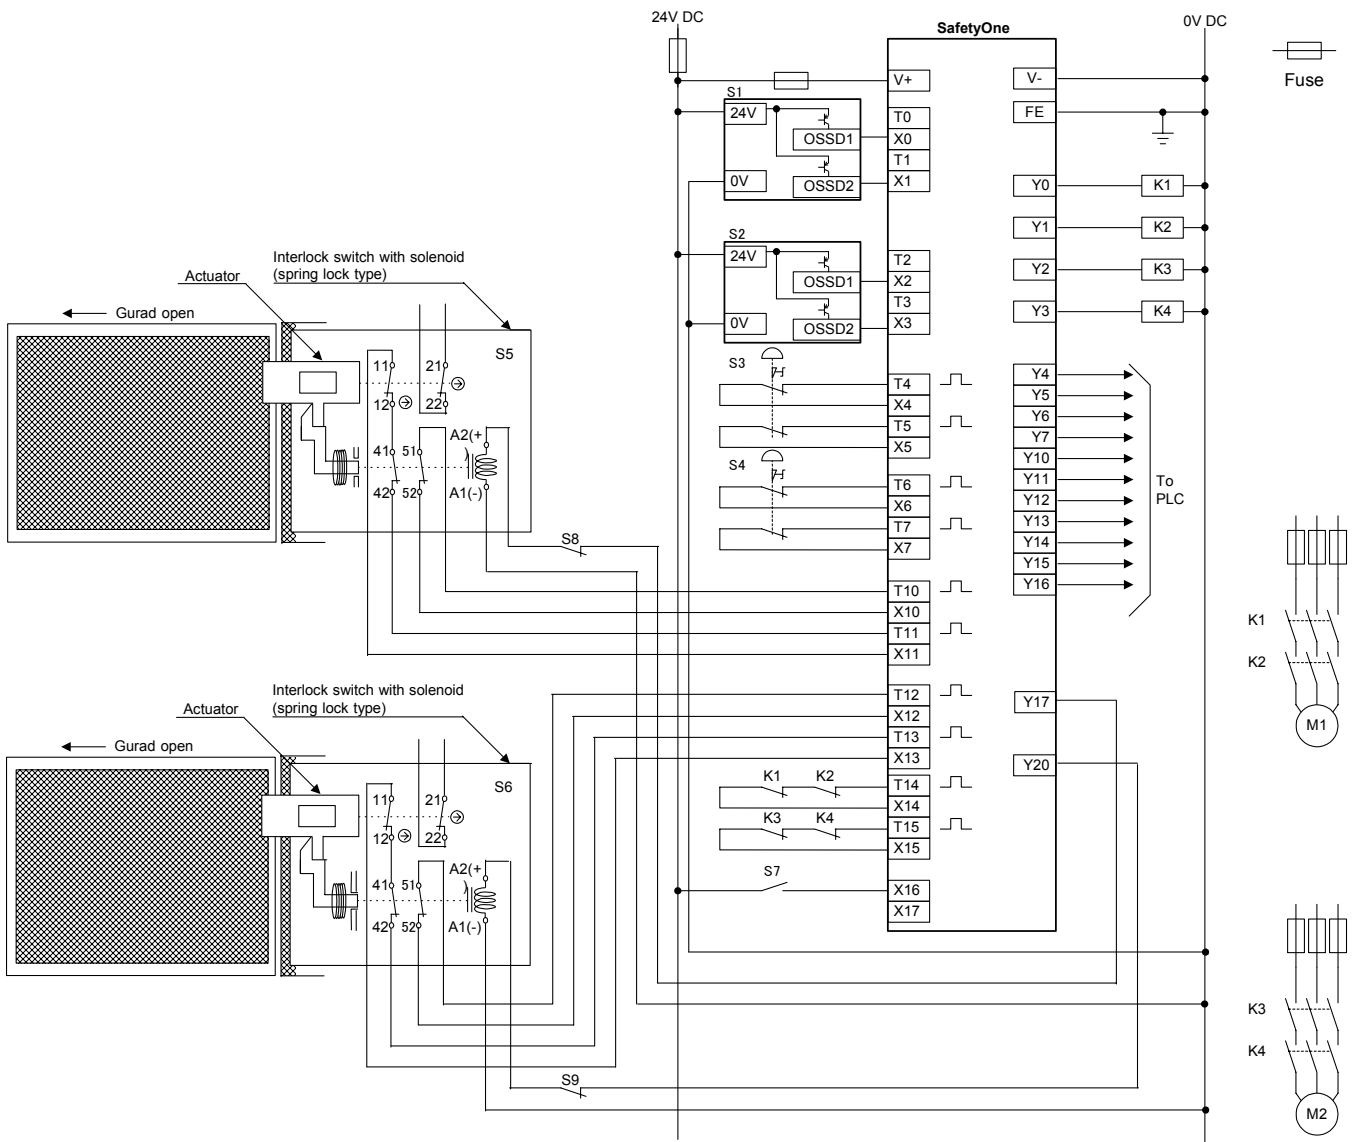 24V DC
SafetyOne
0V DC
Fuse
V+
V-
S1
24V
OSSD1
0V
OSSD2
T0
X0
T1
X1
FE
Y0
K1
Y1
K2
Y2
K3
Y3
K4
S2
24V
OSSD1
0V
OSSD2
T2
X2
T3
X3
Interlock switch with solenoid
(spring lock type)
Actuator
Gurad open
S5
11
21
12
22
41
51
A2(+
)
42
52
A1(-)
S8
S3
T4
X4
T5
X5
S4
T6
X6
T7
X7
Y4
Y5
Y6
Y7
Y10
Y11
Y12
Y13
Y14
Y15
Y16
To
PLC
T10
X10
T11
X11
K1
K2
M1
Interlock switch with solenoid
(spring lock type)
Actuator
Gurad open
S6
11
21
12
22
41
51
A2(+
)
42
52
A1(-)
S9
T12
X12
T13
X13
Y17
Y20
K1 K2
T14
X14
K3 K4
T15
X15
S7
X16
X17
K3
K4
M2